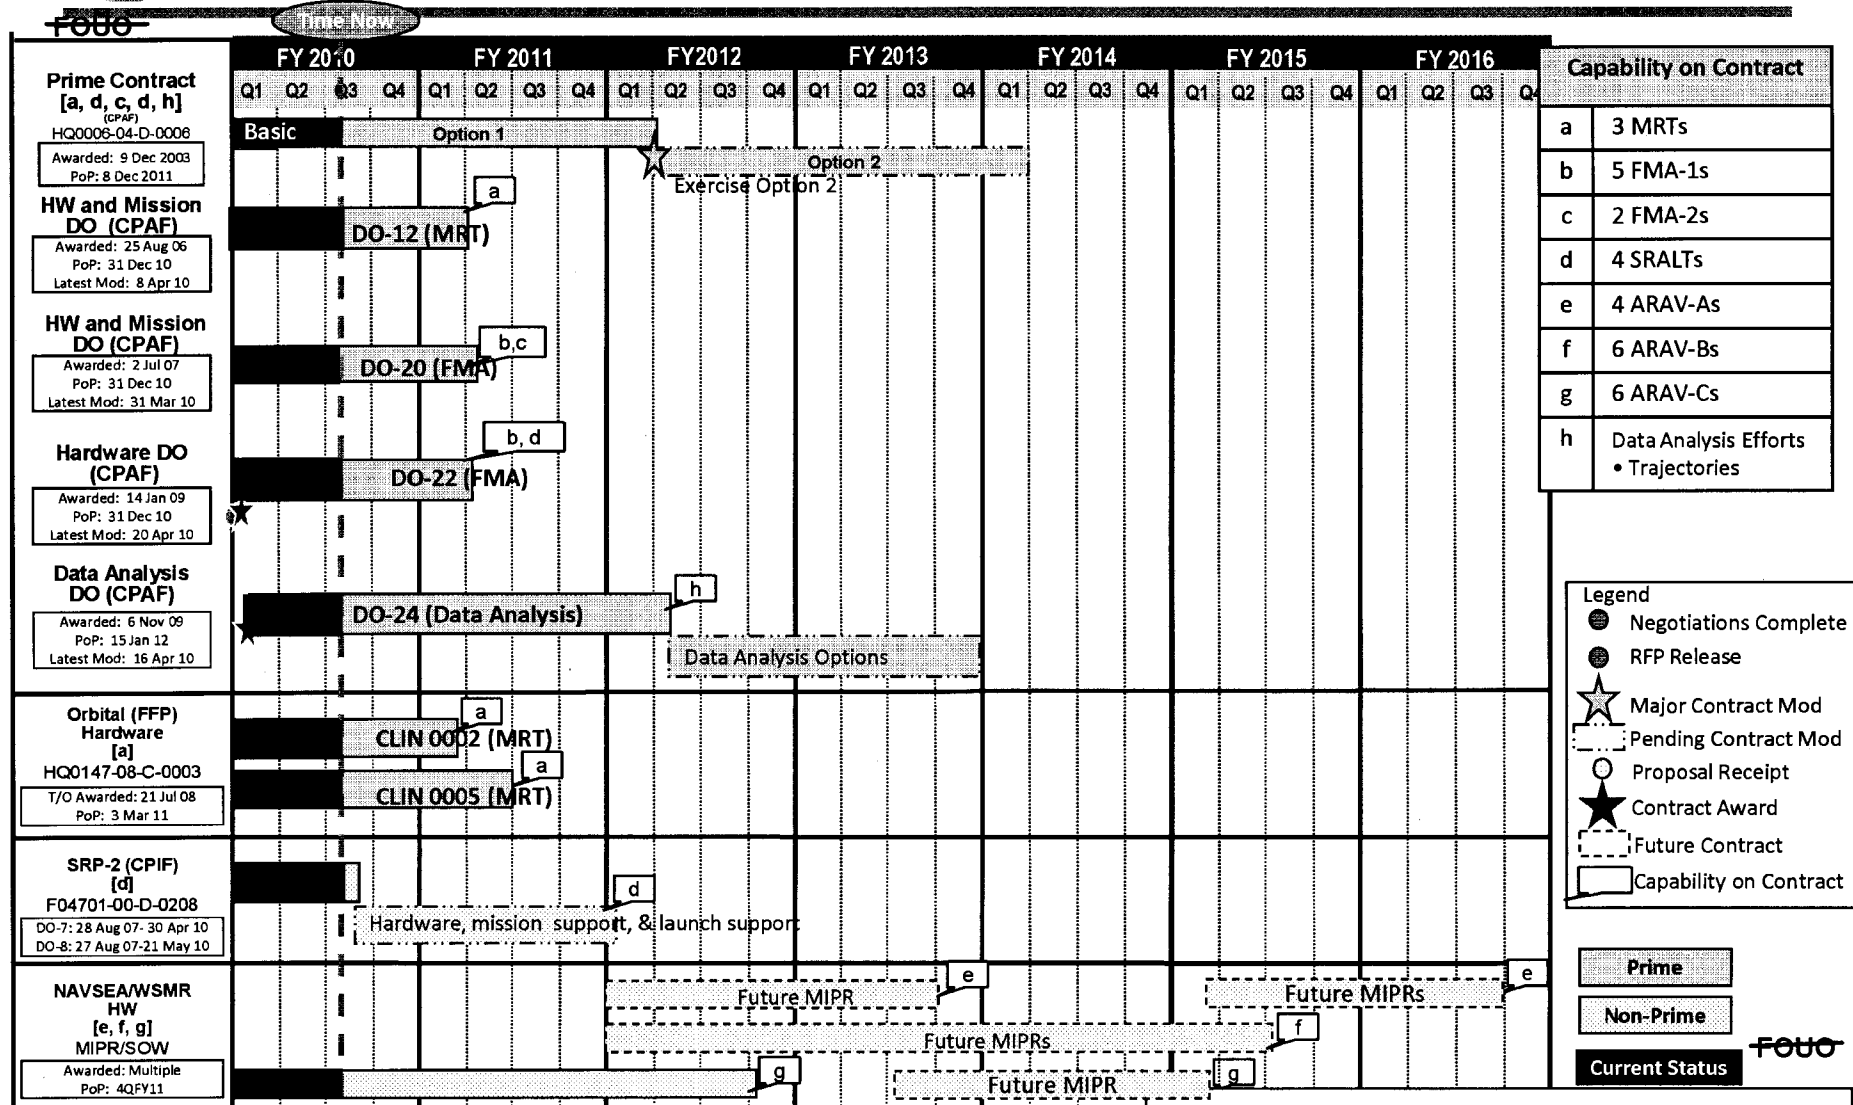 FOUO
Time Now
FY 2010 FY 2011 FY2012 FY 2013 FY 2014 FY 2015 FY 2016
Q1 Q2 Q3 Q4 Q1 Q2 Q3 Q4 Q1 Q2 Q3 Q4 Q1 Q2 Q3 Q4 Q1 Q2 Q3 Q4 Q1 Q2 Q3 Q4 Q1 Q2 Q3 Q4
Prime Contract
[a, d, c, d, h]
(CPAF)
HQ0006-04-D-0006
Awarded: 9 Dec 2003
PoP: 8 Dec 2011
Basic
Option 1
Option 2
Exercise Option 2
HW and Mission
DO (CPAF)
Awarded: 25 Aug 06
PoP: 31 Dec 10
Latest Mod: 8 Apr 10
a
DO-12 (MRT)
HW and Mission
DO (CPAF)
Awarded: 2 Jul 07
PoP: 31 Dec 10
Latest Mod: 31 Mar 10
b,c
DO-20 (FMA)
Hardware DO
(CPAF)
Awarded: 14 Jan 09
PoP: 31 Dec 10
Latest Mod: 20 Apr 10
b, d
DO-22 (FMA)
Data Analysis
DO (CPAF)
Awarded: 6 Nov 09
PoP: 15 Jan 12
Latest Mod: 16 Apr 10
h
DO-24 (Data Analysis)
Data Analysis Options
Orbital (FFP)
Hardware
[a]
HQ0147-08-C-0003
T/O Awarded: 21 Jul 08
PoP: 3 Mar 11
a
CLIN 0002 (MRT)
a
CLIN 0005 (MRT)
SRP-2 (CPIF)
[d]
F04701-00-D-0208
DO-7: 28 Aug 07- 30 Apr 10
DO-8: 27 Aug 07-21 May 10
d
Hardware, mission support, & launch support
NAVSEA/WSMR
HW
[e, f, g]
MIPR/SOW
Awarded: Multiple
PoP: 4QFY11
e
Future MIPR
e
Future MIPRs
f
Future MIPRs
g
Future MIPR
g
Capability on Contract
a 3 MRTs
b 5 FMA-1s
c 2 FMA-2s
d 4 SRALTs
e 4 ARAV-As
f 6 ARAV-Bs
g 6 ARAV-Cs
h Data Analysis Efforts
• Trajectories
Legend
Negotiations Complete
RFP Release
Major Contract Mod
Pending Contract Mod
Proposal Receipt
Contract Award
Future Contract
Capability on Contract
Prime
Non-Prime
FOUO
Current Status